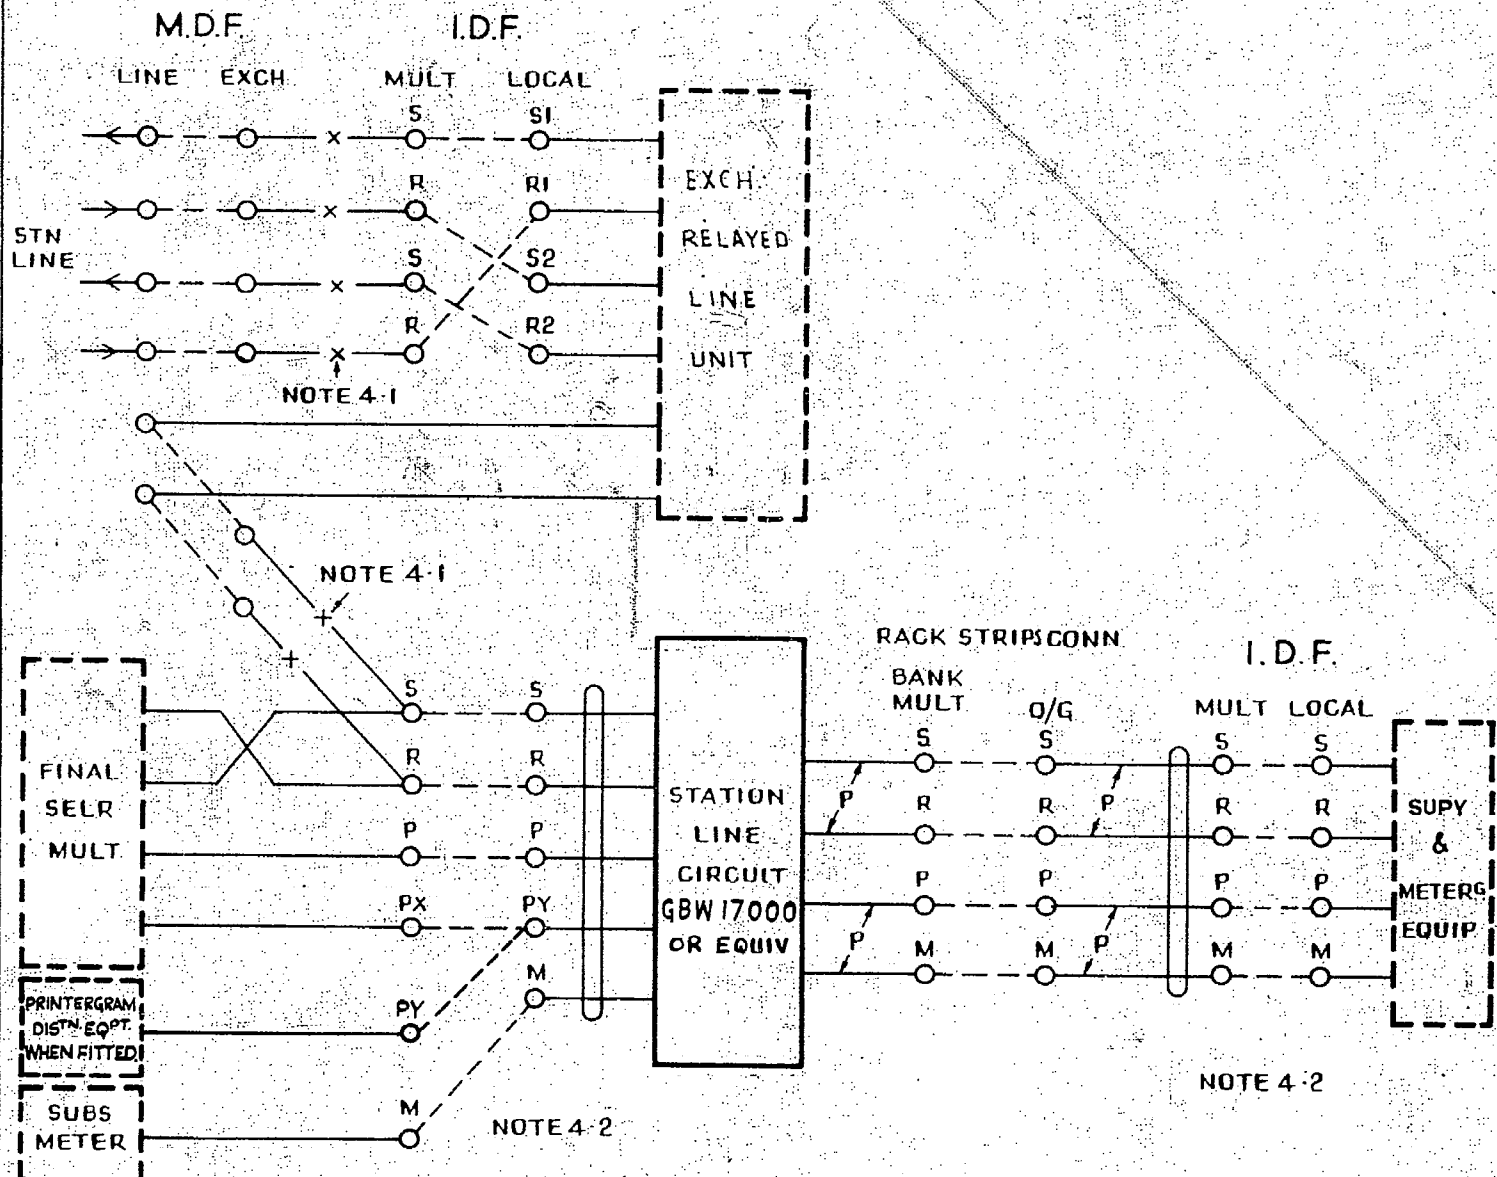 M.D.F. I.D.F.
LINE EXCH MULT LOCAL
S S1
R R1
STN
LINE
S S2
R R2
NOTE 4·1
EXCH.
RELAYED
LINE
UNIT
NOTE 4·1
RACK STRIPS CONN
I.D.F.
BANK
MULT
O/G
MULT LOCAL
FINAL
SELR
MULT
S S
R R
P P
PX PY
M
PY
M
STATION
LINE
CIRCUIT
GBW 17000
OR EQUIV
P P
P P
S S S S
R R R R
P P P P
M M M M
SUPY
&
METERG
EQUIP.
PRINTERGRAM
DISTN. EQPT.
WHEN FITTED
SUBS
METER
NOTE 4·2
NOTE 4·2